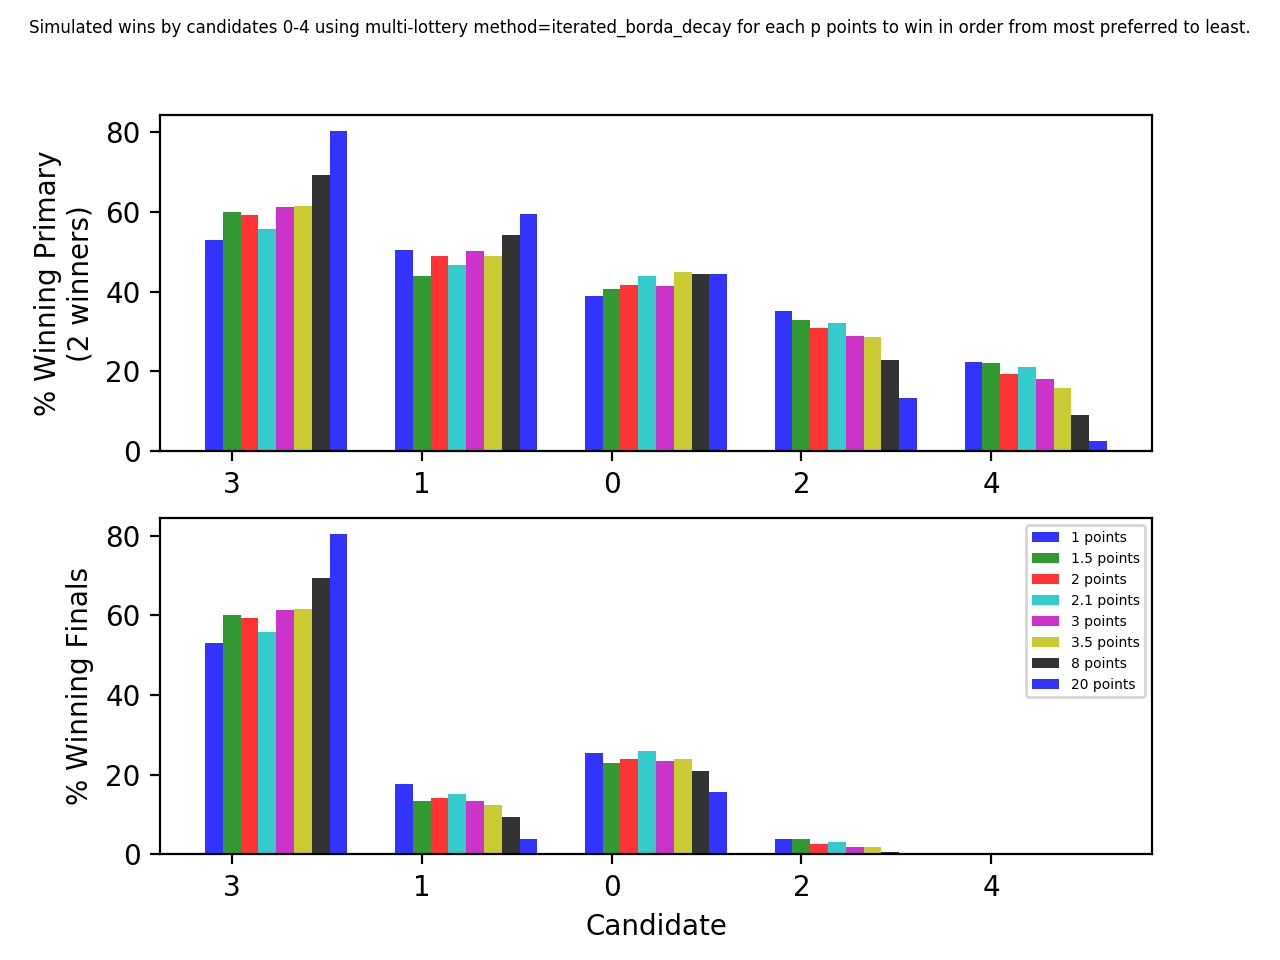 Simulated wins by candidates 0-4 using multi-lottery method=iterated_borda_decay for each p points to win in order from most preferred to least.
% Winning Primary
(2 winners)
80
60
40
20
0
3 1 0 2 4
% Winning Finals
80
60
40
20
0
1 points
1.5 points
2 points
2.1 points
3 points
3.5 points
8 points
20 points
3 1 0 2 4
Candidate